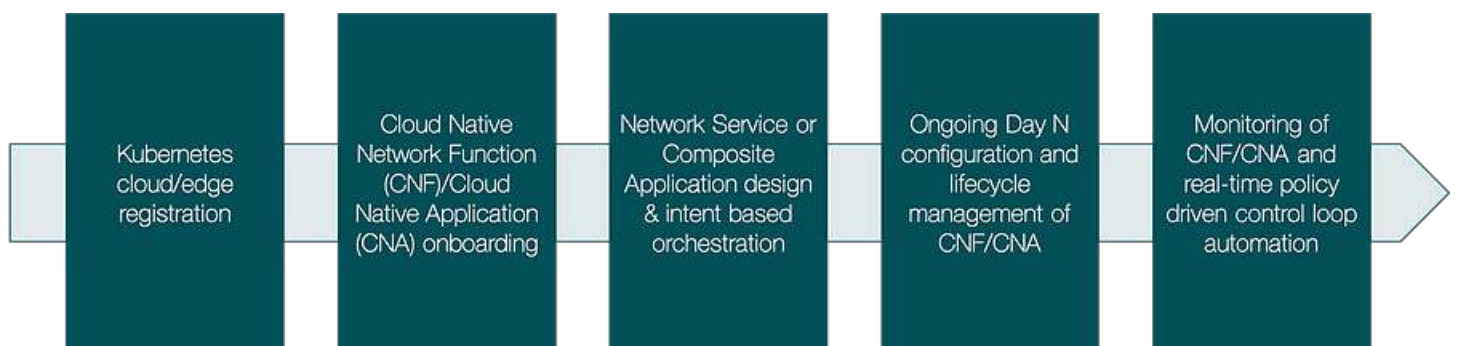 Kubernetes
cloud/edge
registration
Cloud Native
Network Function
(CNF)/Cloud
Native Application
(CNA) onboarding
Network Service or
Composite
Application design
& intent based
orchestration
Ongoing Day N
configuration and
lifecycle
management of
CNF/CNA
Monitoring of
CNF/CNA and
real-time policy
driven control loop
automation